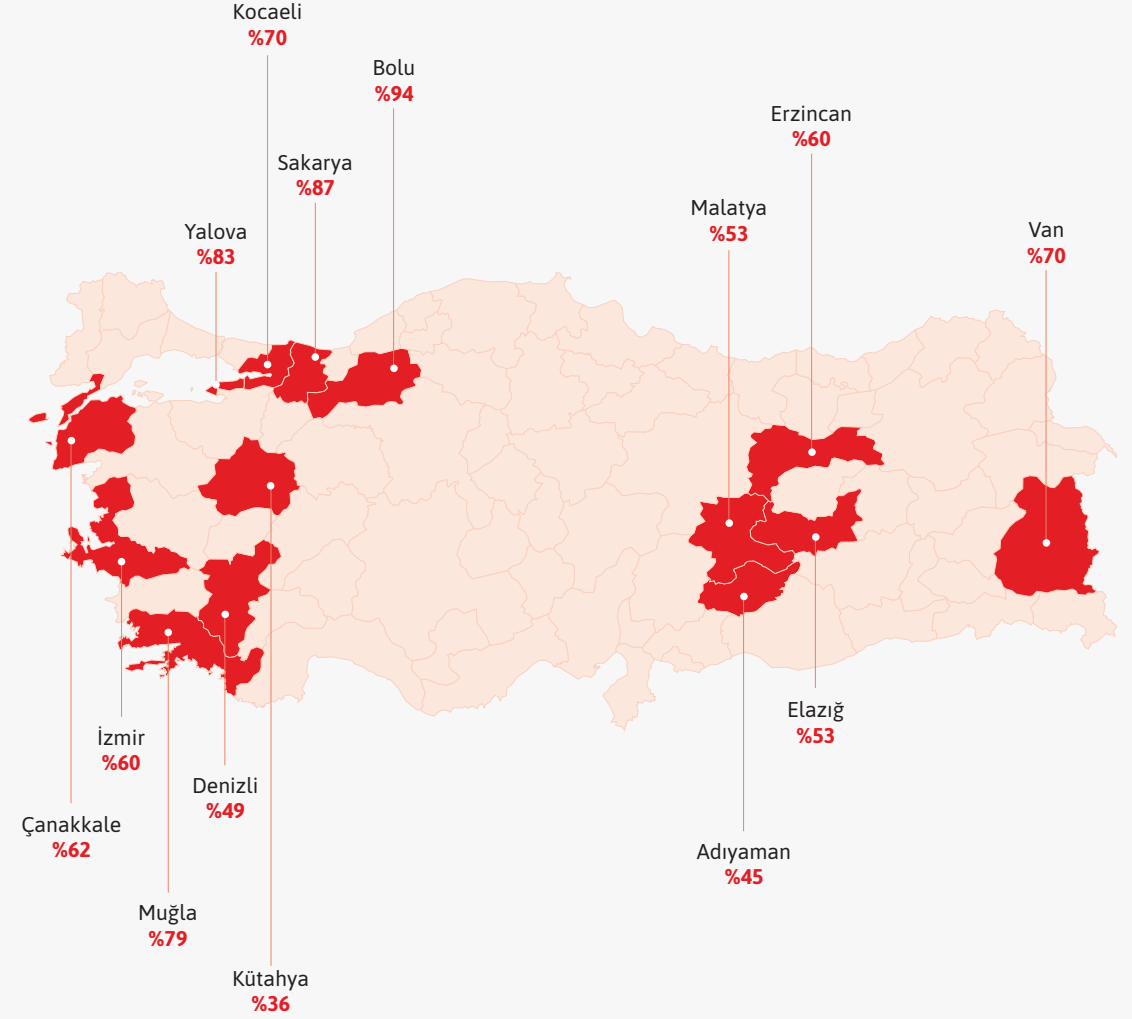 Kocaeli
%70
Bolu
%94
Erzincan
%60
Sakarya
%87
Malatya
%53
Yalova
%83
Van
%70
Elazığ
%53
İzmir
%60
Denizli
%49
Çanakkale
%62
Adıyaman
%45
Muğla
%79
Kütahya
%36